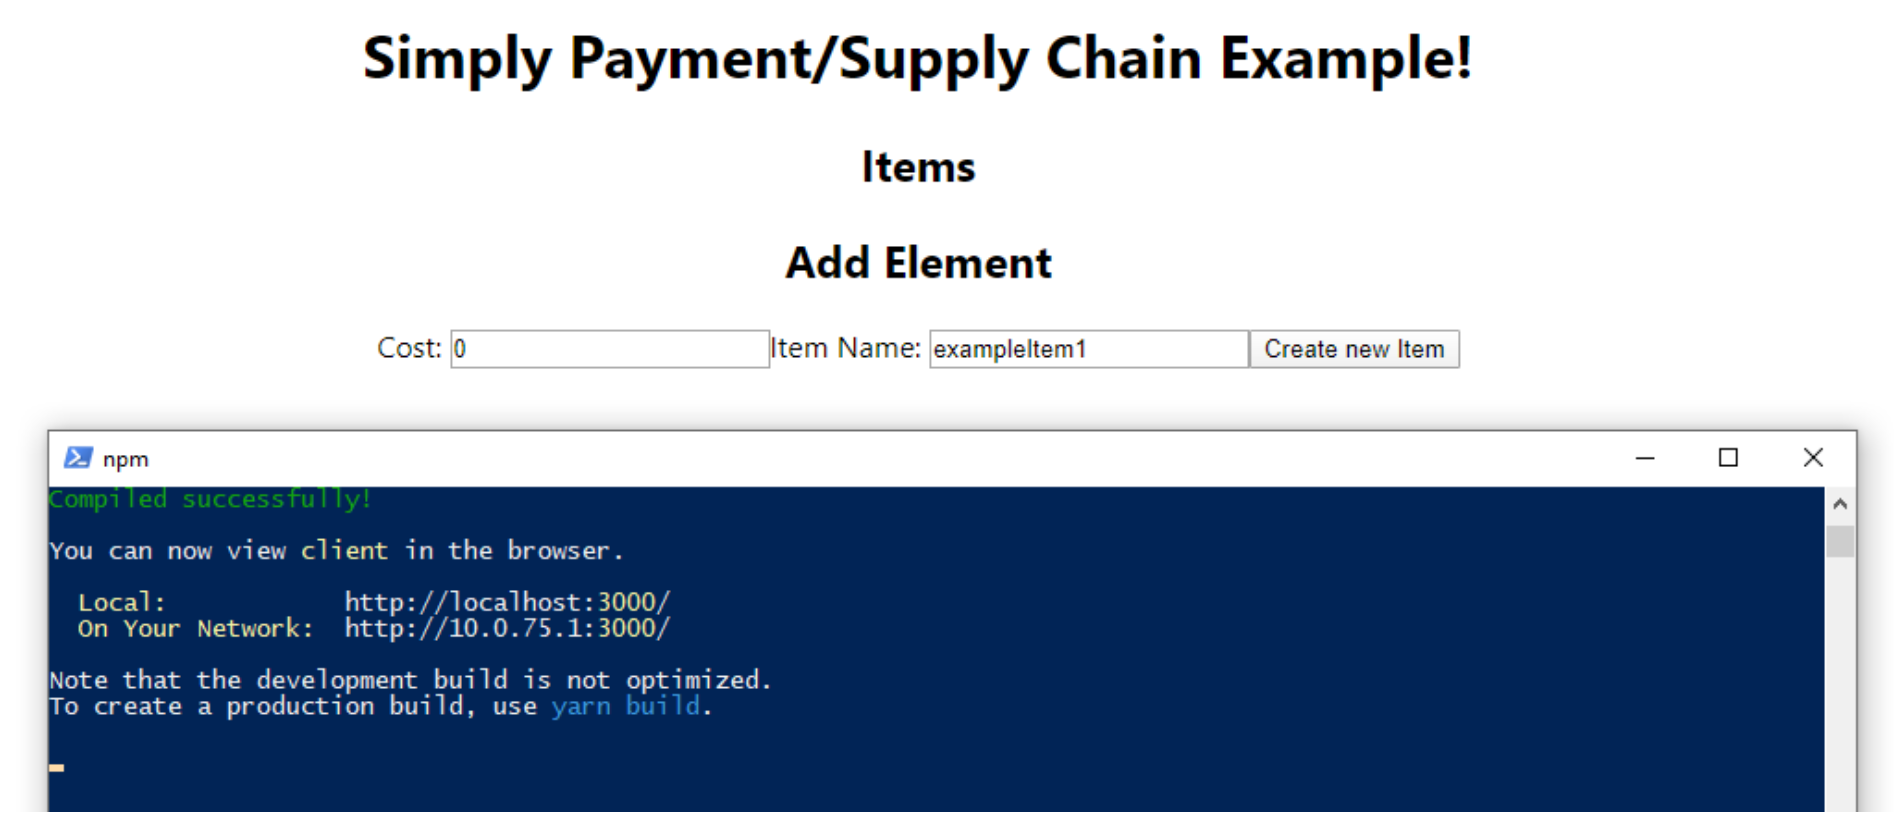 Simply Payment/Supply Chain Example!
Items
Add Element
Cost: 0 Item Name: exampleItem1 Create new Item
npm
Compiled successfully!
You can now view client in the browser.
Local: http://localhost:3000/
On Your Network: http://10.0.75.1:3000/
Note that the development build is not optimized.
To create a production build, use yarn build.